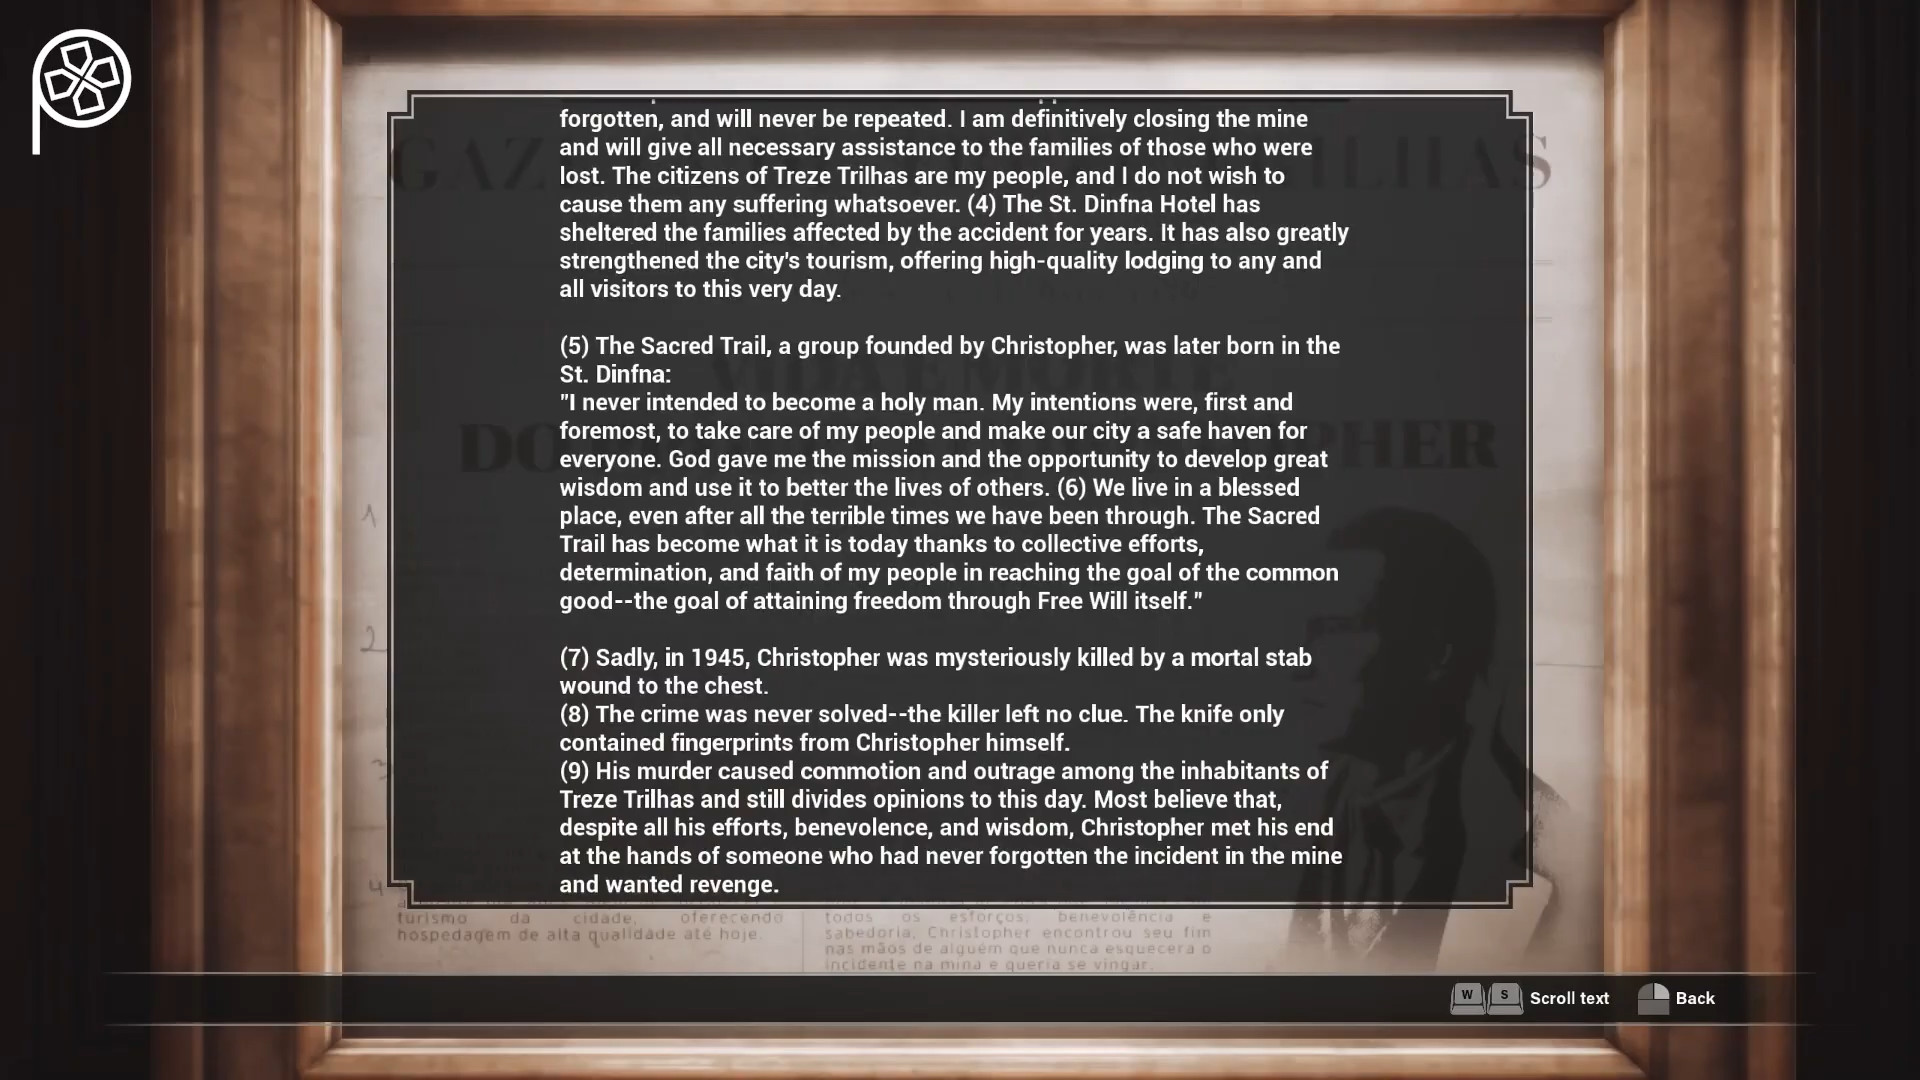 forgotten, and will never be repeated. I am definitively closing the mine
and will give all necessary assistance to the families of those who were
lost. The citizens of Treze Trilhas are my people, and I do not wish to
cause them any suffering whatsoever. (4) The St. Dinfna Hotel has
sheltered the families affected by the accident for years. It has also greatly
strengthened the city's tourism, offering high-quality lodging to any and
all visitors to this very day.
(5) The Sacred Trail, a group founded by Christopher, was later born in the
St. Dinfna:
"I never intended to become a holy man. My intentions were, first and
foremost, to take care of my people and make our city a safe haven for
everyone. God gave me the mission and the opportunity to develop great
wisdom and use it to better the lives of others. (6) We live in a blessed
place, even after all the terrible times we have been through. The Sacred
Trail has become what it is today thanks to collective efforts,
determination, and faith of my people in reaching the goal of the common
good--the goal of attaining freedom through Free Will itself."
(7) Sadly, in 1945, Christopher was mysteriously killed by a mortal stab
wound to the chest.
(8) The crime was never solved--the killer left no clue. The knife only
contained fingerprints from Christopher himself.
(9) His murder caused commotion and outrage among the inhabitants of
Treze Trilhas and still divides opinions to this day. Most believe that,
despite all his efforts, benevolence, and wisdom, Christopher met his end
at the hands of someone who had never forgotten the incident in the mine
and wanted revenge.
VIDA E MORTE
1
2
3
4
turismo da cidade, oferecendo
hospedagem de alta qualidade até hoje.
todos os esforços, benevolência e
sabedoria, Christopher encontrou seu fim
nas mãos de alguém que nunca esquecera o
incidente na mina e queria se vingar.
W S Scroll text Back